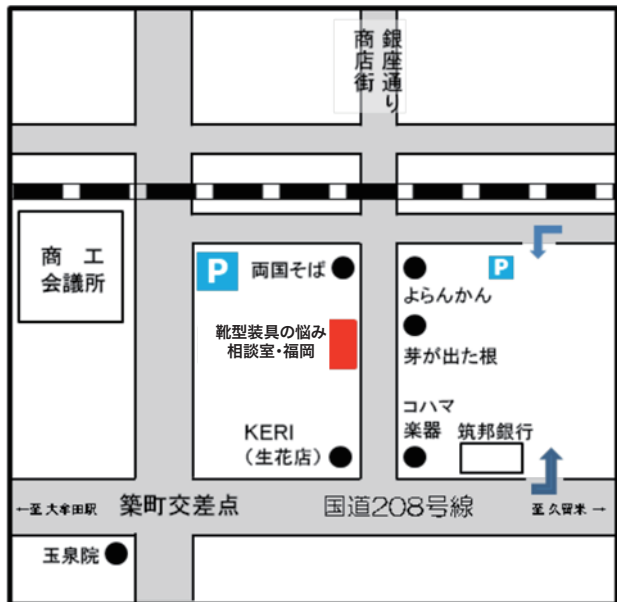 銀座通り
商店街
商 工
会議所
P
両国そば
P
よらんかん
靴型装具の悩み
相談室・福岡
芽が出た根
コハマ
楽器
筑邦銀行
KERI
(生花店)
←至 大牟田駅
築町交差点
国道208号線
至 久留米 →
玉泉院